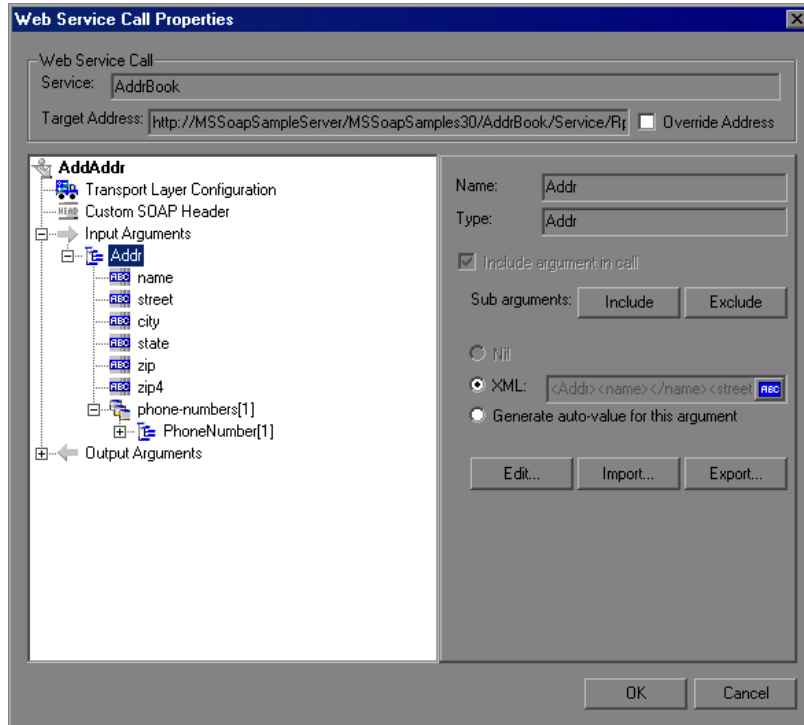 Web Service Call Properties
Web Service Call
Service: AddrBook
Target Address: http://MSSoapSampleServer/MSSoapSamples30/AddrBook/Service/Rp Override Address
AddAddr
Transport Layer Configuration
HEAD Custom SOAP Header
Input Arguments
Addr
ABC name
ABC street
ABC city
ABC state
ABC zip
ABC zip4
phone-numbers[1]
PhoneNumber[1]
Output Arguments
Name: Addr
Type: Addr
Include argument in call
Sub arguments: Include Exclude
Nil
XML: <Addr><name></name><street ABC
Generate auto-value for this argument
Edit... Import... Export...
OK Cancel